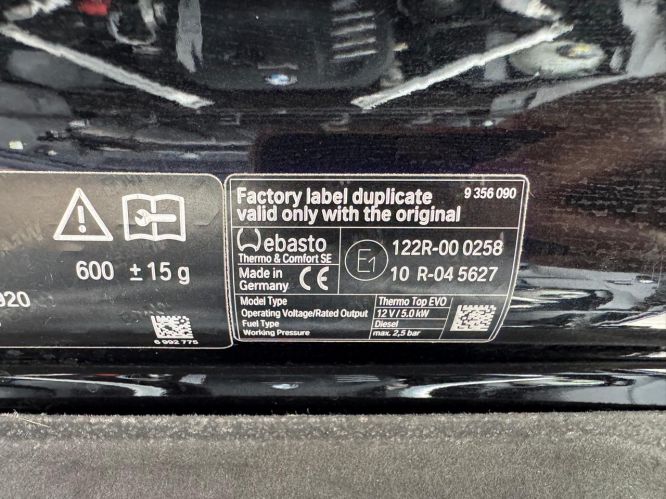 600 ± 15 g
920
6 992 775
Factory label duplicate 9 356 090
valid only with the original
Webasto
Thermo & Comfort SE
Made in
Germany
CE
E1
122R-00 0258
10 R-04 5627
Model Type Thermo Top EVO
Operating Voltage/Rated Output 12 V / 5.0 kW
Fuel Type Diesel
Working Pressure max. 2,5 bar